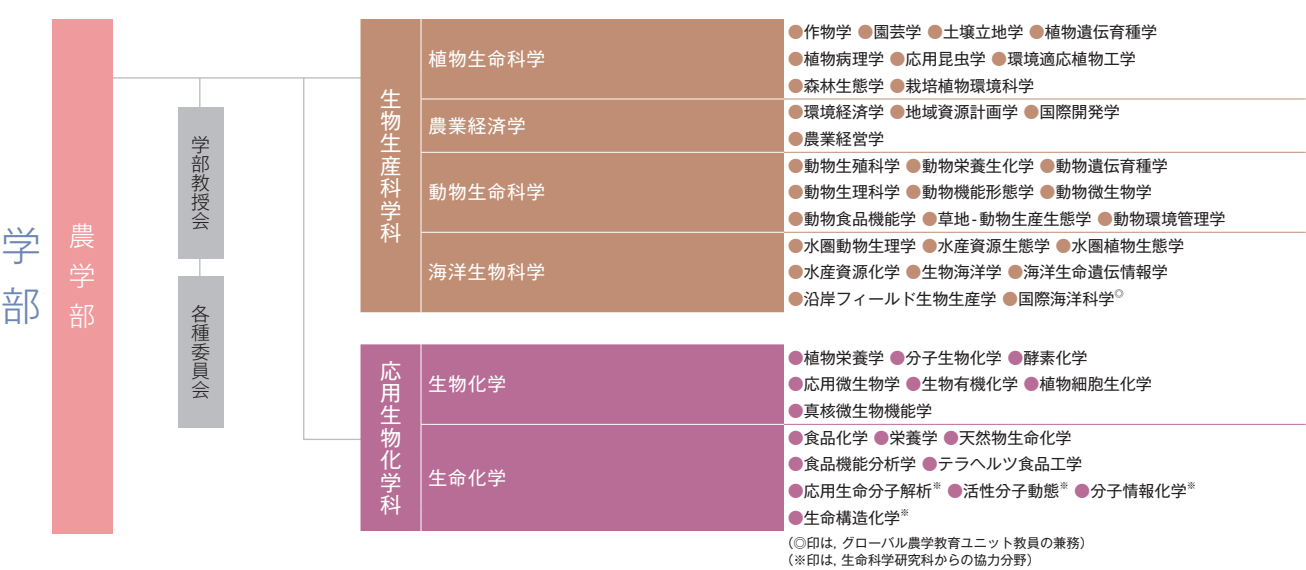 学部
農学部
学部教授会
各種委員会
生物生産科学科
植物生命科学
●作物学 ●園芸学 ●土壌立地学 ●植物遺伝育種学
●植物病理学 ●応用昆虫学 ●環境適応植物工学
●森林生態学 ●栽培植物環境科学
農業経済学
●環境経済学 ●地域資源計画学 ●国際開発学
●農業経営学
動物生命科学
●動物生殖科学 ●動物栄養生化学 ●動物遺伝育種学
●動物生理科学 ●動物機能形態学 ●動物微生物学
●動物食品機能学 ●草地-動物生産生態学 ●動物環境管理学
海洋生物科学
●水圏動物生理学 ●水産資源生態学 ●水圏植物生態学
●水産資源化学 ●生物海洋学 ●海洋生命遺伝情報学
●沿岸フィールド生物生産学 ●国際海洋科学◎
応用生物化学科
生物化学
●植物栄養学 ●分子生物化学 ●酵素化学
●応用微生物学 ●生物有機化学 ●植物細胞生化学
●真核微生物機能学
生命化学
●食品化学 ●栄養学 ●天然物生命化学
●食品機能分析学 ●テラヘルツ食品工学
●応用生命分子解析※ ●活性分子動態※ ●分子情報化学※
●生命構造化学※
（◎印は, グローバル農学教育ユニット教員の兼務）
（※印は, 生命科学研究科からの協力分野）